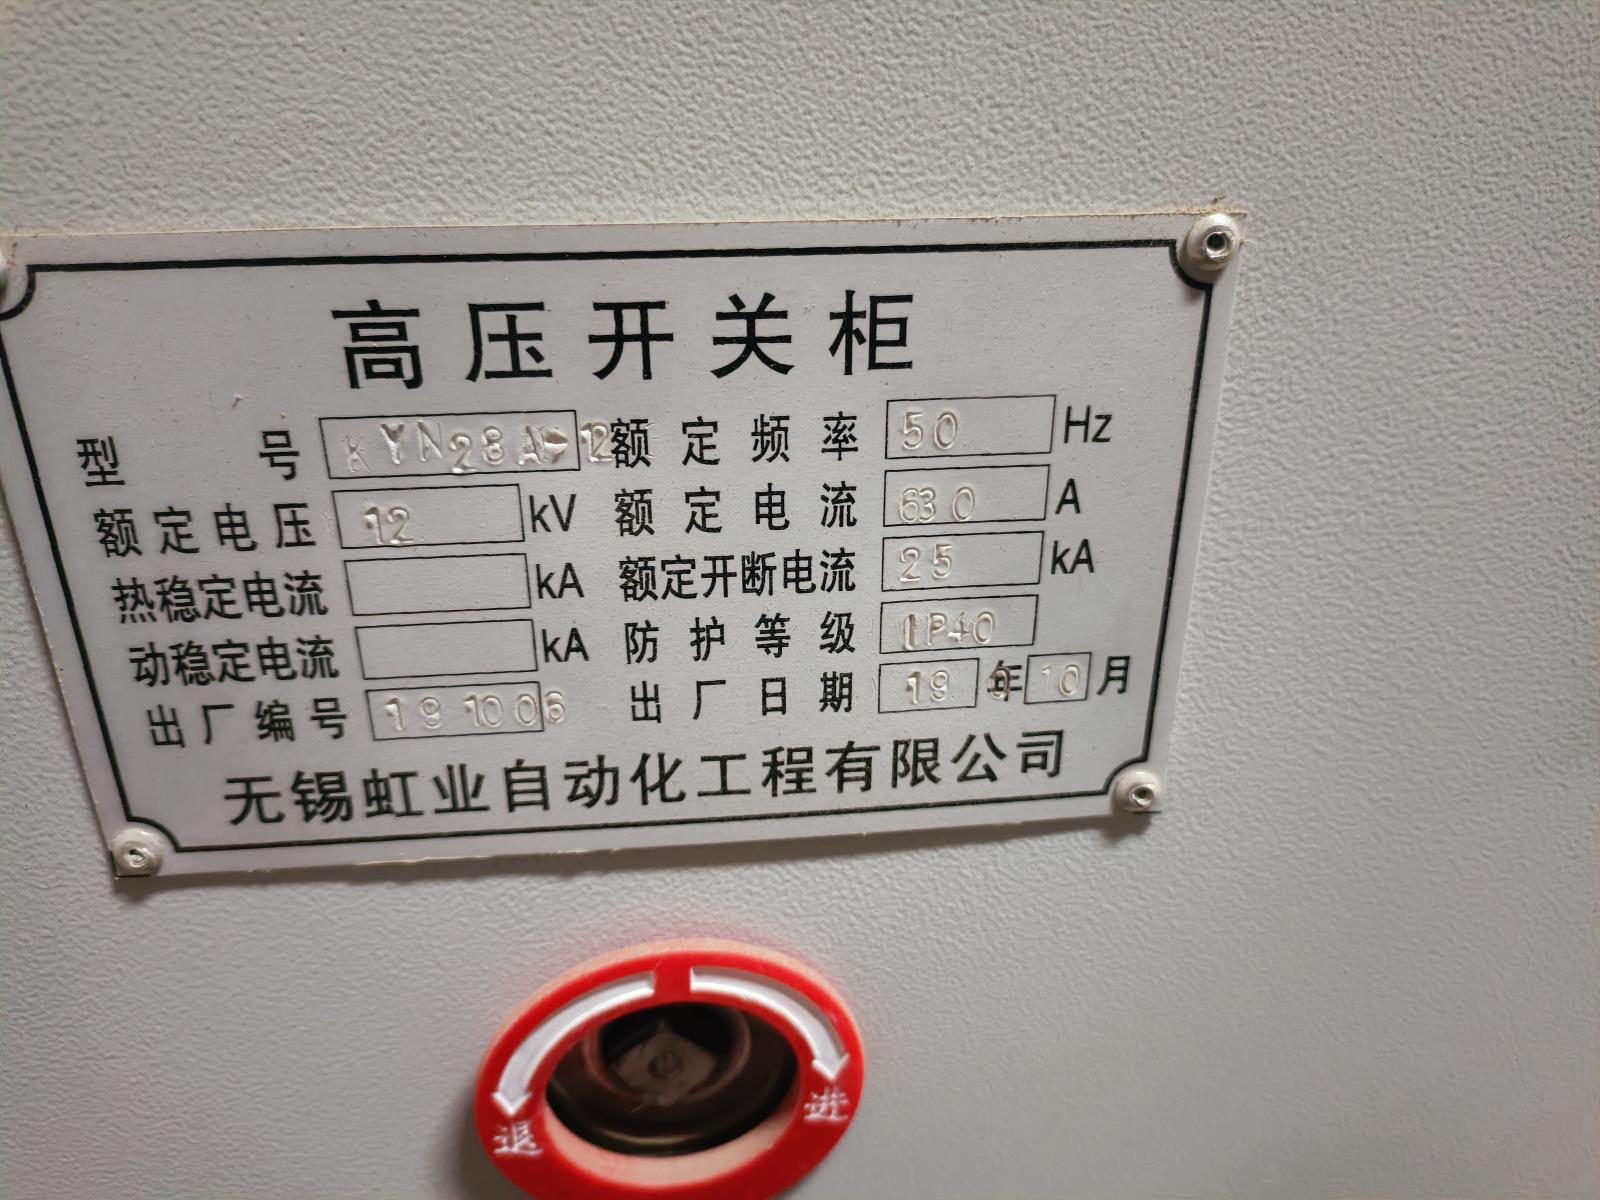 高压开关柜
型号 KYN28A-12 额定频率 50 Hz
额定电压 12 kV 额定电流 630 A
热稳定电流 kA 额定开断电流 25 kA
动稳定电流 kA 防护等级 IP40
出厂编号 191006 出厂日期 19 年 10 月
无锡虹业自动化工程有限公司
退 进